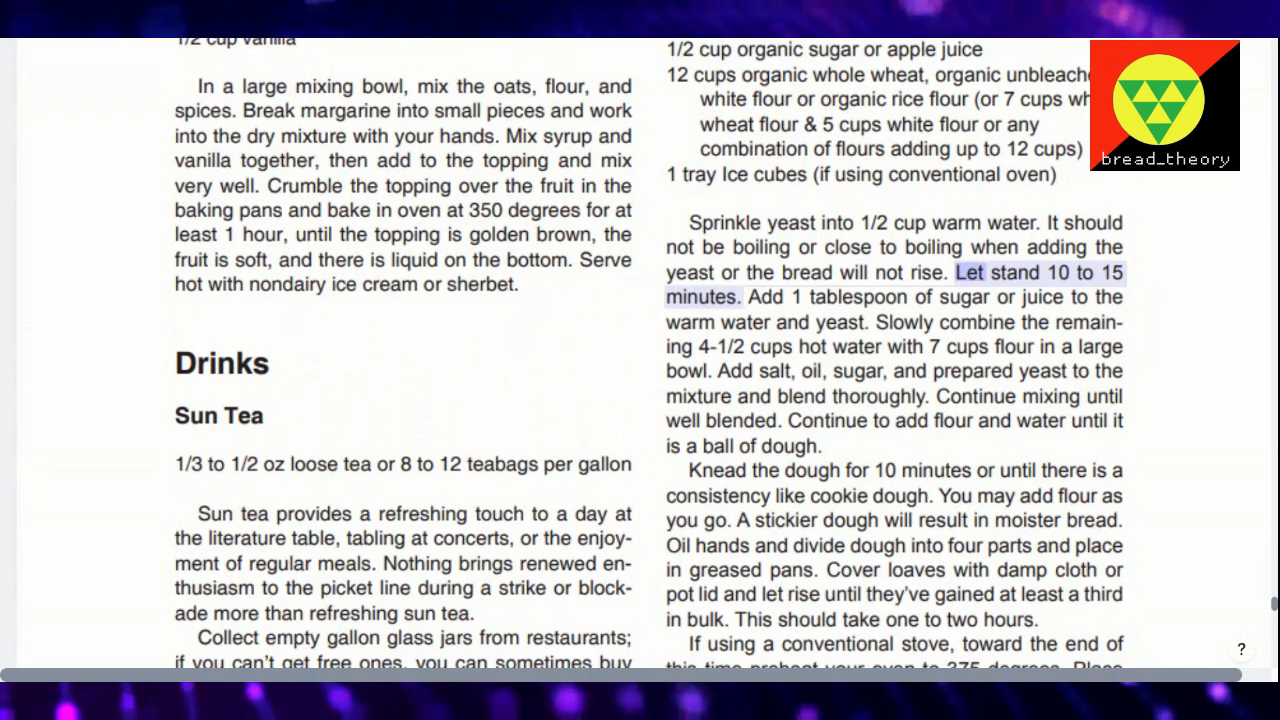 1/2 cup vanilla
In a large mixing bowl, mix the oats, flour, and
spices. Break margarine into small pieces and work
into the dry mixture with your hands. Mix syrup and
vanilla together, then add to the topping and mix
very well. Crumble the topping over the fruit in the
baking pans and bake in oven at 350 degrees for at
least 1 hour, until the topping is golden brown, the
fruit is soft, and there is liquid on the bottom. Serve
hot with nondairy ice cream or sherbet.
Drinks
Sun Tea
1/3 to 1/2 oz loose tea or 8 to 12 teabags per gallon
Sun tea provides a refreshing touch to a day at
the literature table, tabling at concerts, or the enjoy-
ment of regular meals. Nothing brings renewed en-
thusiasm to the picket line during a strike or block-
ade more than refreshing sun tea.
Collect empty gallon glass jars from restaurants;
if you can't get free ones, you can sometimes buy
1/2 cup organic sugar or apple juice
12 cups organic whole wheat, organic
white flour or organic rice flour (or 7 cups
wheat flour & 5 cups white flour or any
combination of flours adding up to 12 cups)
1 tray Ice cubes (if using conventional oven)
Sprinkle yeast into 1/2 cup warm water. It should
not be boiling or close to boiling when adding the
yeast or the bread will not rise. Let stand 10 to 15
minutes. Add 1 tablespoon of sugar or juice to the
warm water and yeast. Slowly combine the remain-
ing 4-1/2 cups hot water with 7 cups flour in a large
bowl. Add salt, oil, sugar, and prepared yeast to the
mixture and blend thoroughly. Continue mixing until
well blended. Continue to add flour and water until it
is a ball of dough.
Knead the dough for 10 minutes or until there is a
consistency like cookie dough. You may add flour as
you go. A stickier dough will result in moister bread.
Oil hands and divide dough into four parts and place
in greased pans. Cover loaves with damp cloth or
pot lid and let rise until they've gained at least a third
in bulk. This should take one to two hours.
If using a conventional stove, toward the end of
this time preheat your oven to 375 degrees. Place
bread_theory
?